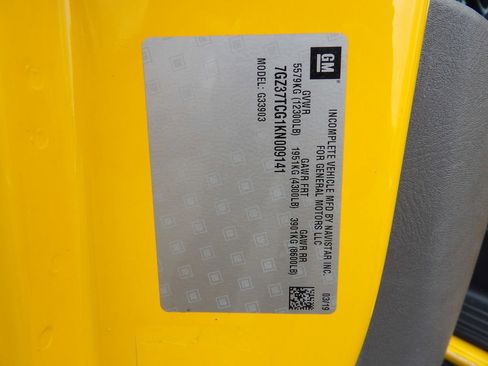 GM
INCOMPLETE VEHICLE MFD BY NAVISTAR INC. 03/19
FOR GENERAL MOTORS LLC
GVWR GAWR FRT GAWR RR
5579KG (12300LB) 1951KG (4300LB) 3901KG (8600LB)
7GZ37TCG1KN009141
MODEL: G33903